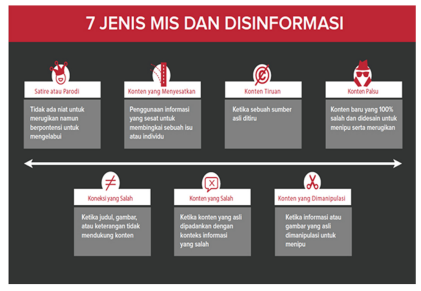 7 JENIS MIS DAN DISINFORMASI
Satire atau Parodi
Tidak ada niat untuk
merugikan namun
berpotensi untuk
mengelabui
Konten yang Menyesatkan
Penggunaan informasi
yang sesat untuk
membingkai sebuah isu
atau individu
Konten Tiruan
Ketika sebuah sumber
asli ditiru
Konten Palsu
Konten baru yang 100%
salah dan didesain untuk
menipu serta merugikan
Koneksi yang Salah
Ketika judul, gambar,
atau keterangan tidak
mendukung konten
Konten yang Salah
Ketika konten yang asli
dipadankan dengan
konteks informasi
yang salah
Konten yang Dimanipulasi
Ketika informasi atau
gambar yang asli
dimanipulasi untuk
menipu